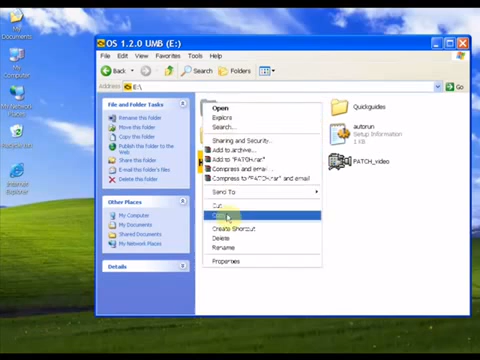 My
Documents
My
Computer
My Network
Places
Recycle Bin
Internet
Explorer
OS 1.2.0 UMB (E:)
File Edit View Favorites Tools Help
Back Search Folders
Address E:\ Go
File and Folder Tasks
Rename this folder
Move this folder
Copy this folder
Publish this folder to the
Web
Share this folder
E-mail this folder's files
Delete this folder
Other Places
My Computer
My Documents
Shared Documents
My Network Places
Details
Open
Explore
Search...
Sharing and Security...
Add to archive...
Add to "PATCH.rar"
Compress and email...
Compress to "PATCH.rar" and email
Send To
Cut
Copy
Create Shortcut
Delete
Rename
Properties
Quickguides
autorun
Setup Information
1 KB
PATCH_video